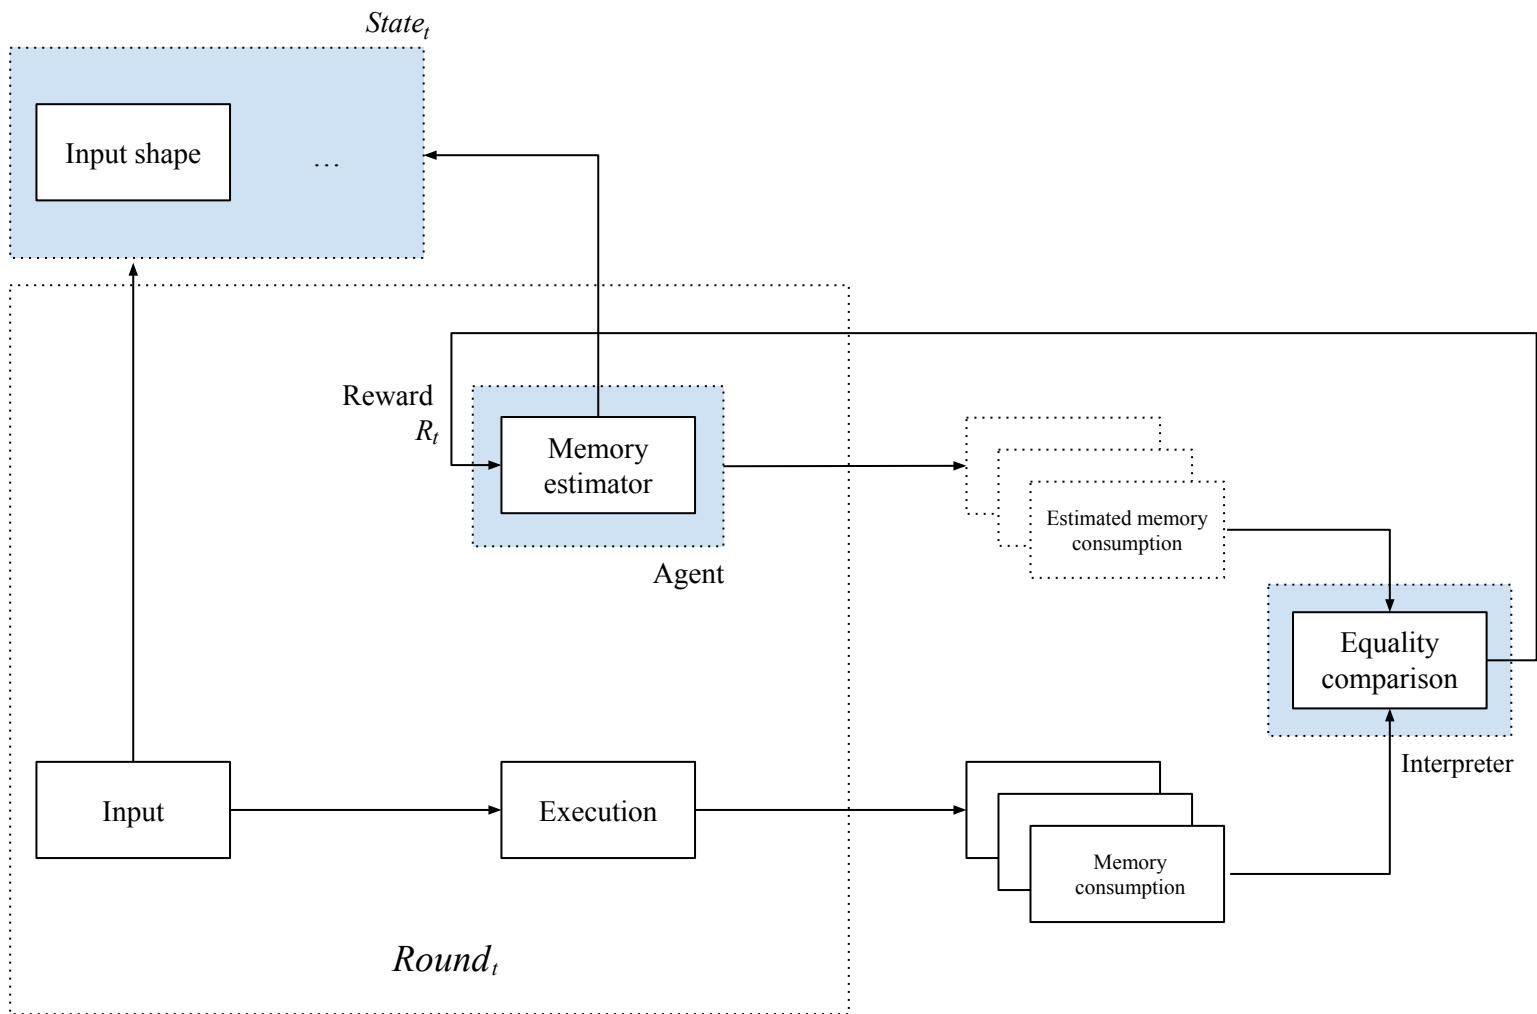 State_t
Input shape
…
Reward
R_t
Memory
estimator
Agent
Estimated memory
consumption
Equality
comparison
Interpreter
Input
Execution
Memory
consumption
Round_t